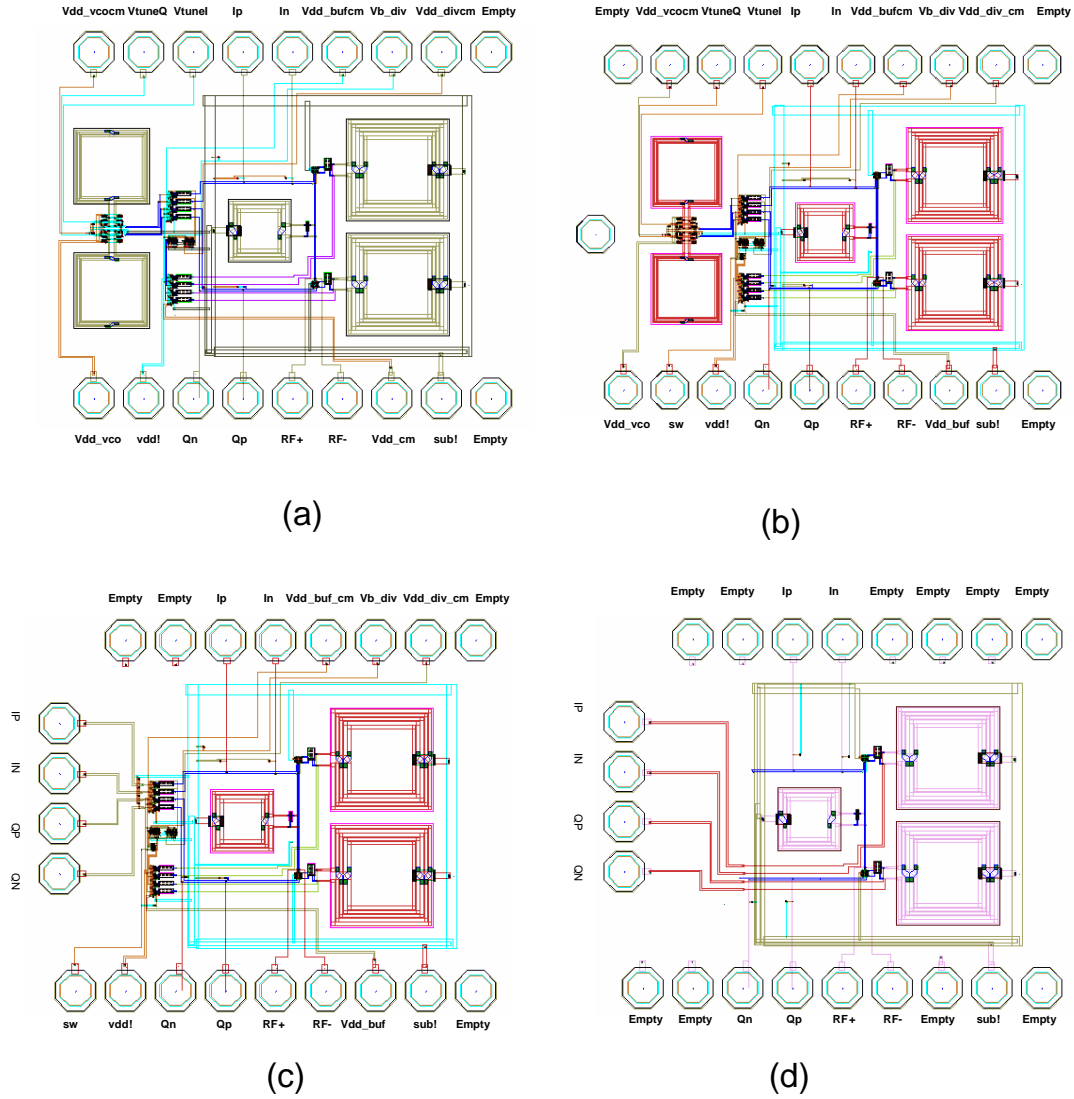 Vdd_vcocm VtuneQ VtuneI Ip In Vdd_bufcm Vb_div Vdd_divcm Empty
Vdd_vco vdd! Qn Qp RF+ RF- Vdd_cm sub! Empty
(a)
Empty Vdd_vcocm VtuneQ VtuneI Ip In Vdd_bufcm Vb_div Vdd_div_cm Empty
Vdd_vco sw vdd! Qn Qp RF+ RF- Vdd_buf sub! Empty
(b)
Empty Empty Ip In Vdd_buf_cm Vb_div Vdd_div_cm Empty
IP
IN
QP
QN
sw vdd! Qn Qp RF+ RF- Vdd_buf sub! Empty
(c)
Empty Empty Ip In Empty Empty Empty Empty
IP
IN
QP
QN
Empty Empty Qn Qp RF+ RF- Empty sub! Empty
(d)